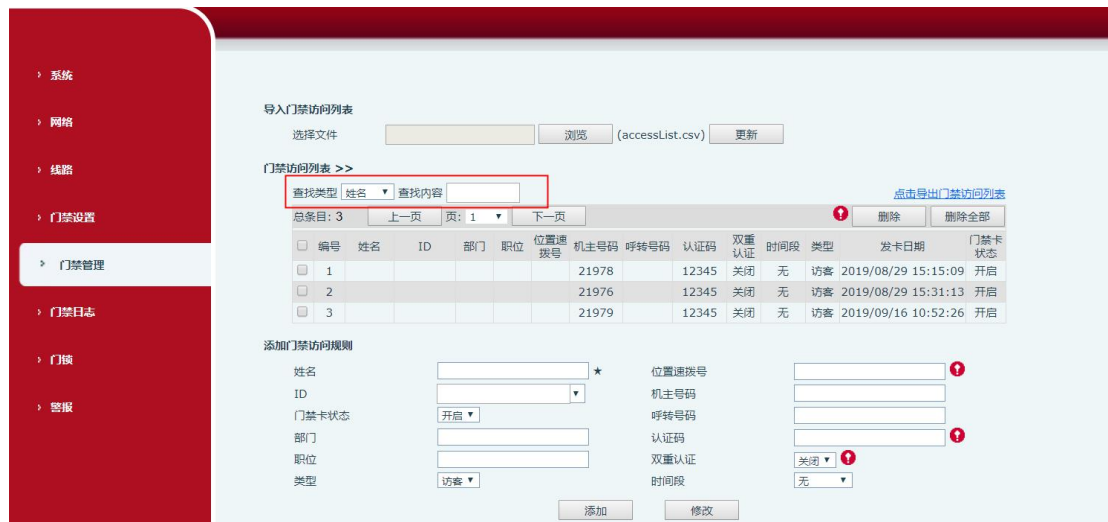 系统
网络
线路
门禁设置
门禁管理
门禁日志
门锁
警报
导入门禁访问列表
选择文件 浏览 (accessList.csv) 更新
门禁访问列表 >>
查找类型 姓名 查找内容 点击导出门禁访问列表
总条目: 3 上一页 页: 1 下一页 删除 删除全部
编号 姓名 ID 部门 职位 位置速拨号 机主号码 呼转号码 认证码 双重认证 时间段 类型 发卡日期 门禁卡状态
1 21978 12345 关闭 无 访客 2019/08/29 15:15:09 开启
2 21976 12345 关闭 无 访客 2019/08/29 15:31:13 开启
3 21979 12345 关闭 无 访客 2019/09/16 10:52:26 开启
添加门禁访问规则
姓名 ★ 位置速拨号
ID 机主号码
门禁卡状态 开启 呼转号码
部门 认证码
职位 双重认证 关闭
类型 访客 时间段 无
添加 修改